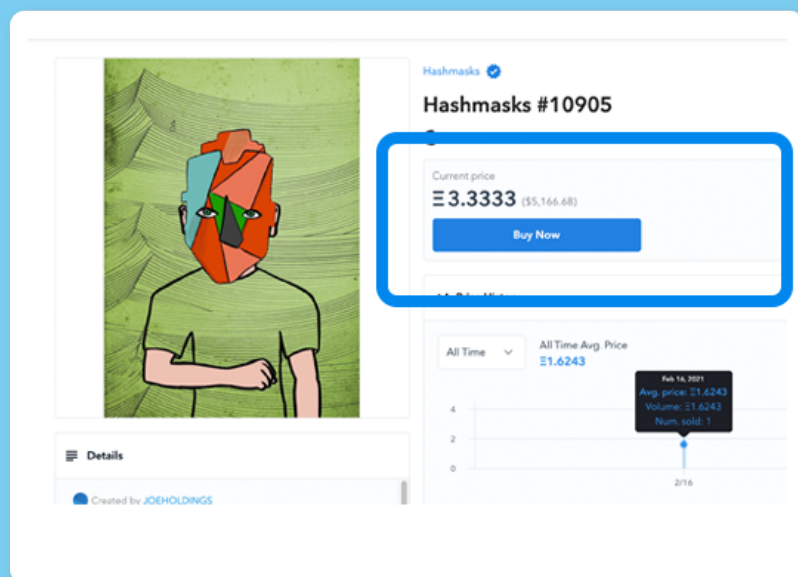 Hashmasks
Hashmasks #10905
Current price
Ξ3.3333 ($5,166.68)
Buy Now
All Time
All Time Avg. Price
Ξ1.6243
Feb 16, 2021
Avg. price: Ξ1.6243
Volume: Ξ1.6243
Num. sold: 1
4
2
0
2/16
Details
Created by JOEHOLDINGS